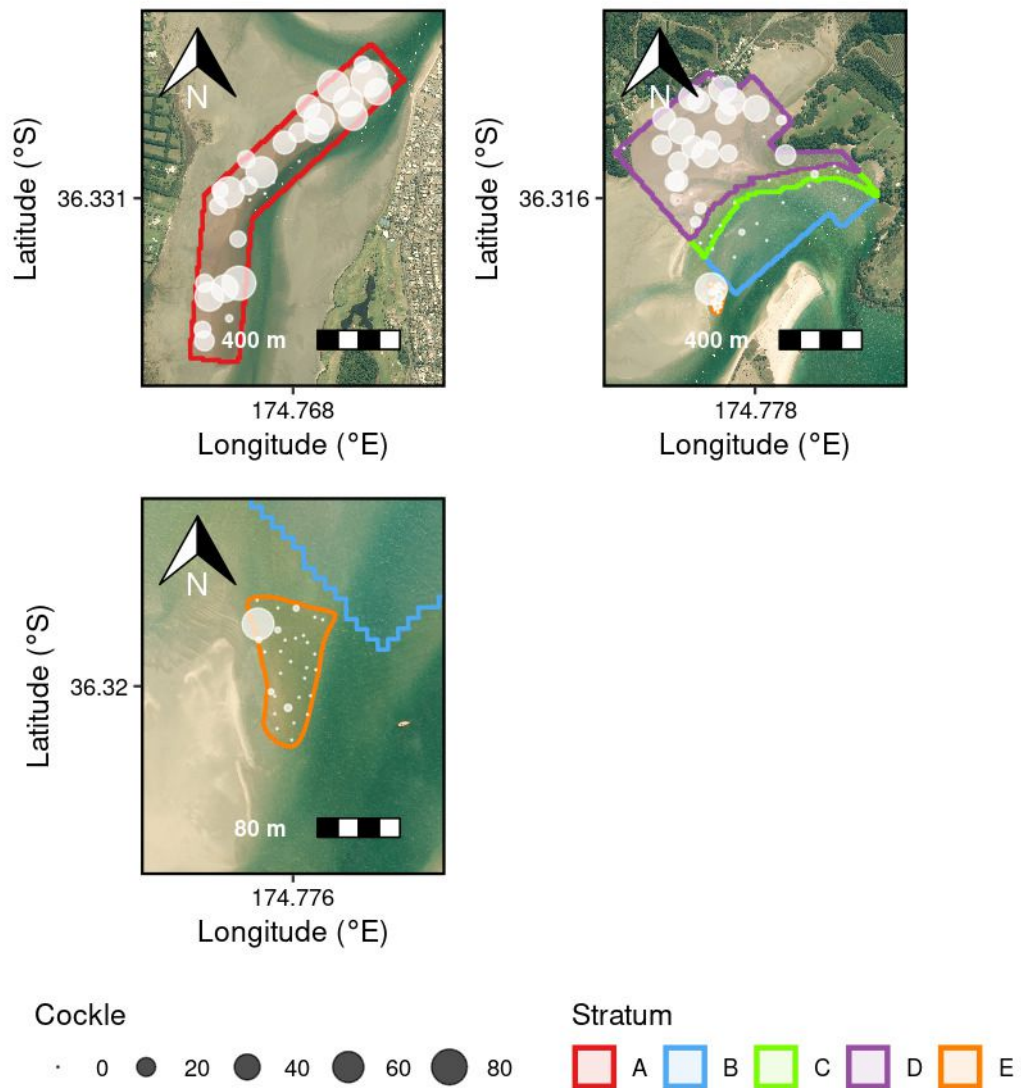 N
400 m
Latitude (°S)
36.331
174.768
Longitude (°E)
N
400 m
Latitude (°S)
36.316
174.778
Longitude (°E)
N
80 m
Latitude (°S)
36.32
174.776
Longitude (°E)
Cockle
0 20 40 60 80
Stratum
A B C D E